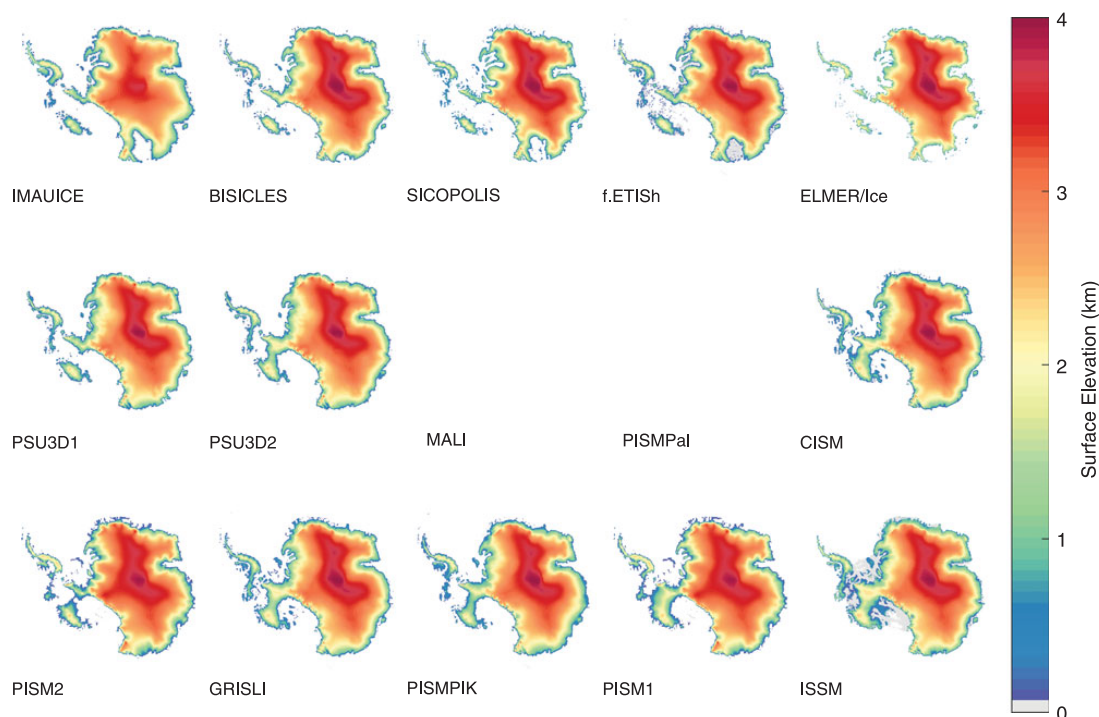 4
IMAUICE BISICLES SICOPOLIS f.ETISh ELMER/Ice
3
Surface Elevation (km)
2
PSU3D1 PSU3D2 MALI PISMPal CISM
1
PISM2 GRISLI PISMPIK PISM1 ISSM
0